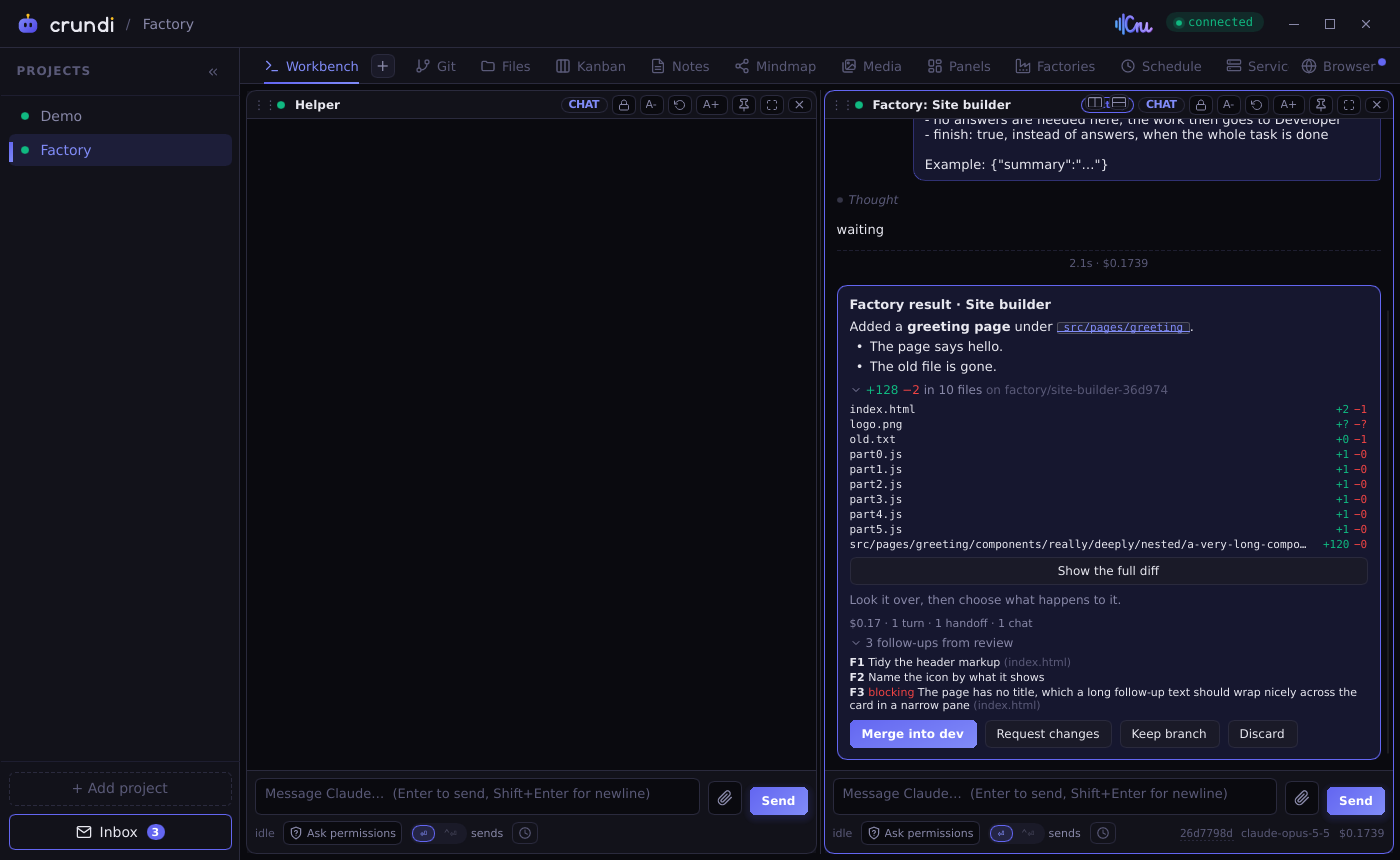 crundi / Factory
Cru
connected
PROJECTS «
Workbench + Git Files Kanban Notes Mindmap Media Panels Factories Schedule Servic Browser
Demo
Factory
Helper CHAT A- A+
Factory: Site builder CHAT A- A+
- no answers are needed here, the work then goes to Developer
- finish: true, instead of answers, when the whole task is done
Example: {"summary":"..."}
Thought
waiting
2.1s · $0.1739
Factory result · Site builder
Added a greeting page under src/pages/greeting.
• The page says hello.
• The old file is gone.
+128 −2 in 10 files on factory/site-builder-36d974
index.html +2 −1
logo.png +? −?
old.txt +0 −1
part0.js +1 −0
part1.js +1 −0
part2.js +1 −0
part3.js +1 −0
part4.js +1 −0
part5.js +1 −0
src/pages/greeting/components/really/deeply/nested/a-very-long-compo… +120 −0
Show the full diff
Look it over, then choose what happens to it.
$0.17 · 1 turn · 1 handoff · 1 chat
3 follow-ups from review
F1 Tidy the header markup (index.html)
F2 Name the icon by what it shows
F3 blocking The page has no title, which a long follow-up text should wrap nicely across the
card in a narrow pane (index.html)
Merge into dev Request changes Keep branch Discard
+ Add project
Inbox 3
Message Claude... (Enter to send, Shift+Enter for newline) Send
idle Ask permissions sends
Message Claude... (Enter to send, Shift+Enter for newline) Send
idle Ask permissions sends 26d7798d claude-opus-5-5 $0.1739